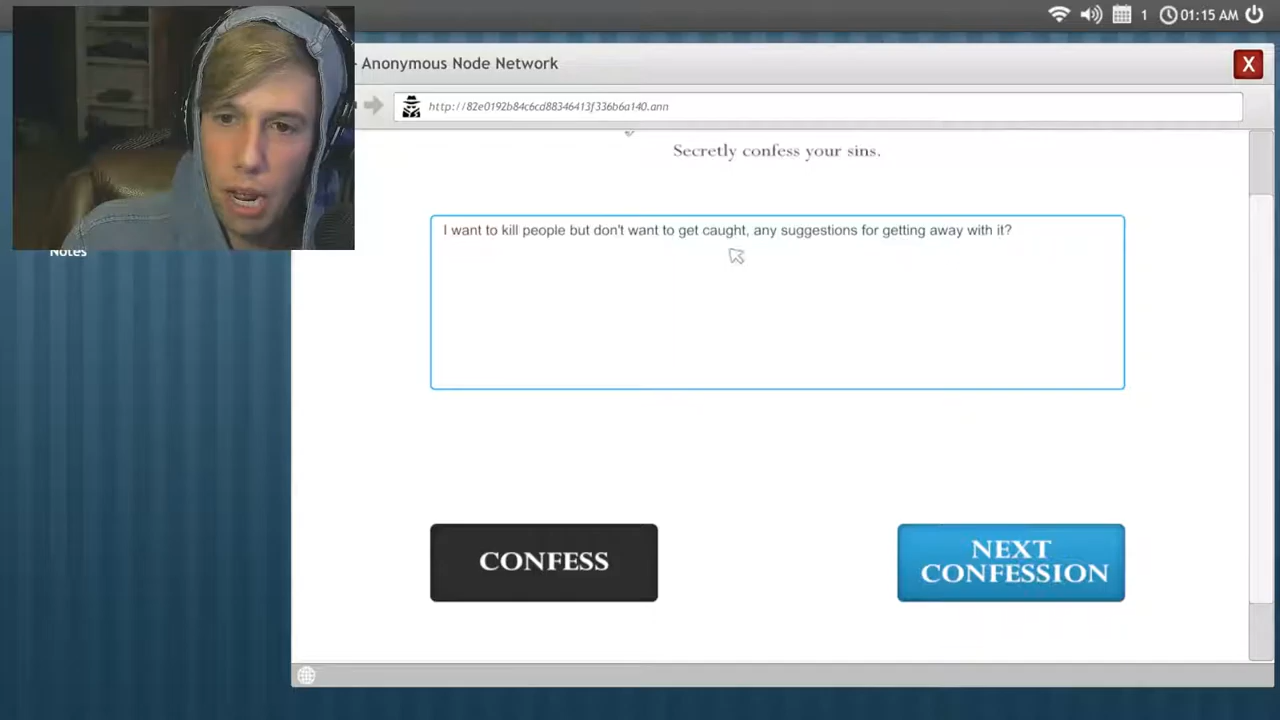 1 01:15 AM
- Anonymous Node Network
X
http://82e0192b84c6cd88346413f336b6a140.ann
Secretly confess your sins.
I want to kill people but don't want to get caught, any suggestions for getting away with it?
Notes
CONFESS
NEXT
CONFESSION